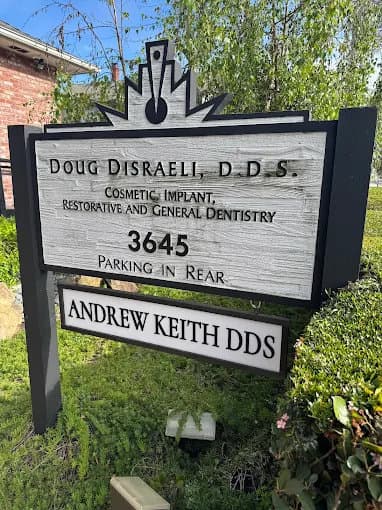 DOUG DISRAELI, D.D.S.
COSMETIC, IMPLANT,
RESTORATIVE AND GENERAL DENTISTRY
3645
PARKING IN REAR
ANDREW KEITH DDS